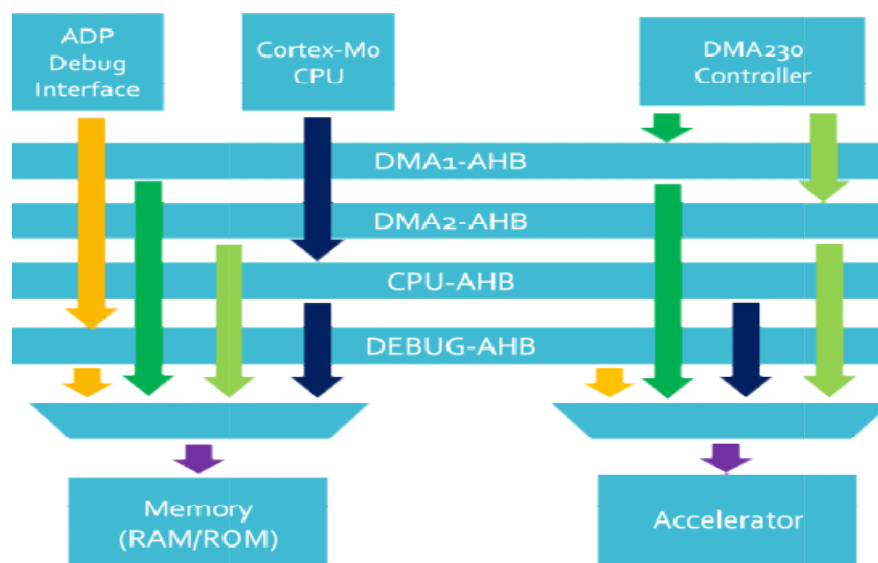 ADP
Debug
Interface
Cortex-M0
CPU
DMA230
Controller
DMA1-AHB
DMA2-AHB
CPU-AHB
DEBUG-AHB
Memory
(RAM/ROM)
Accelerator